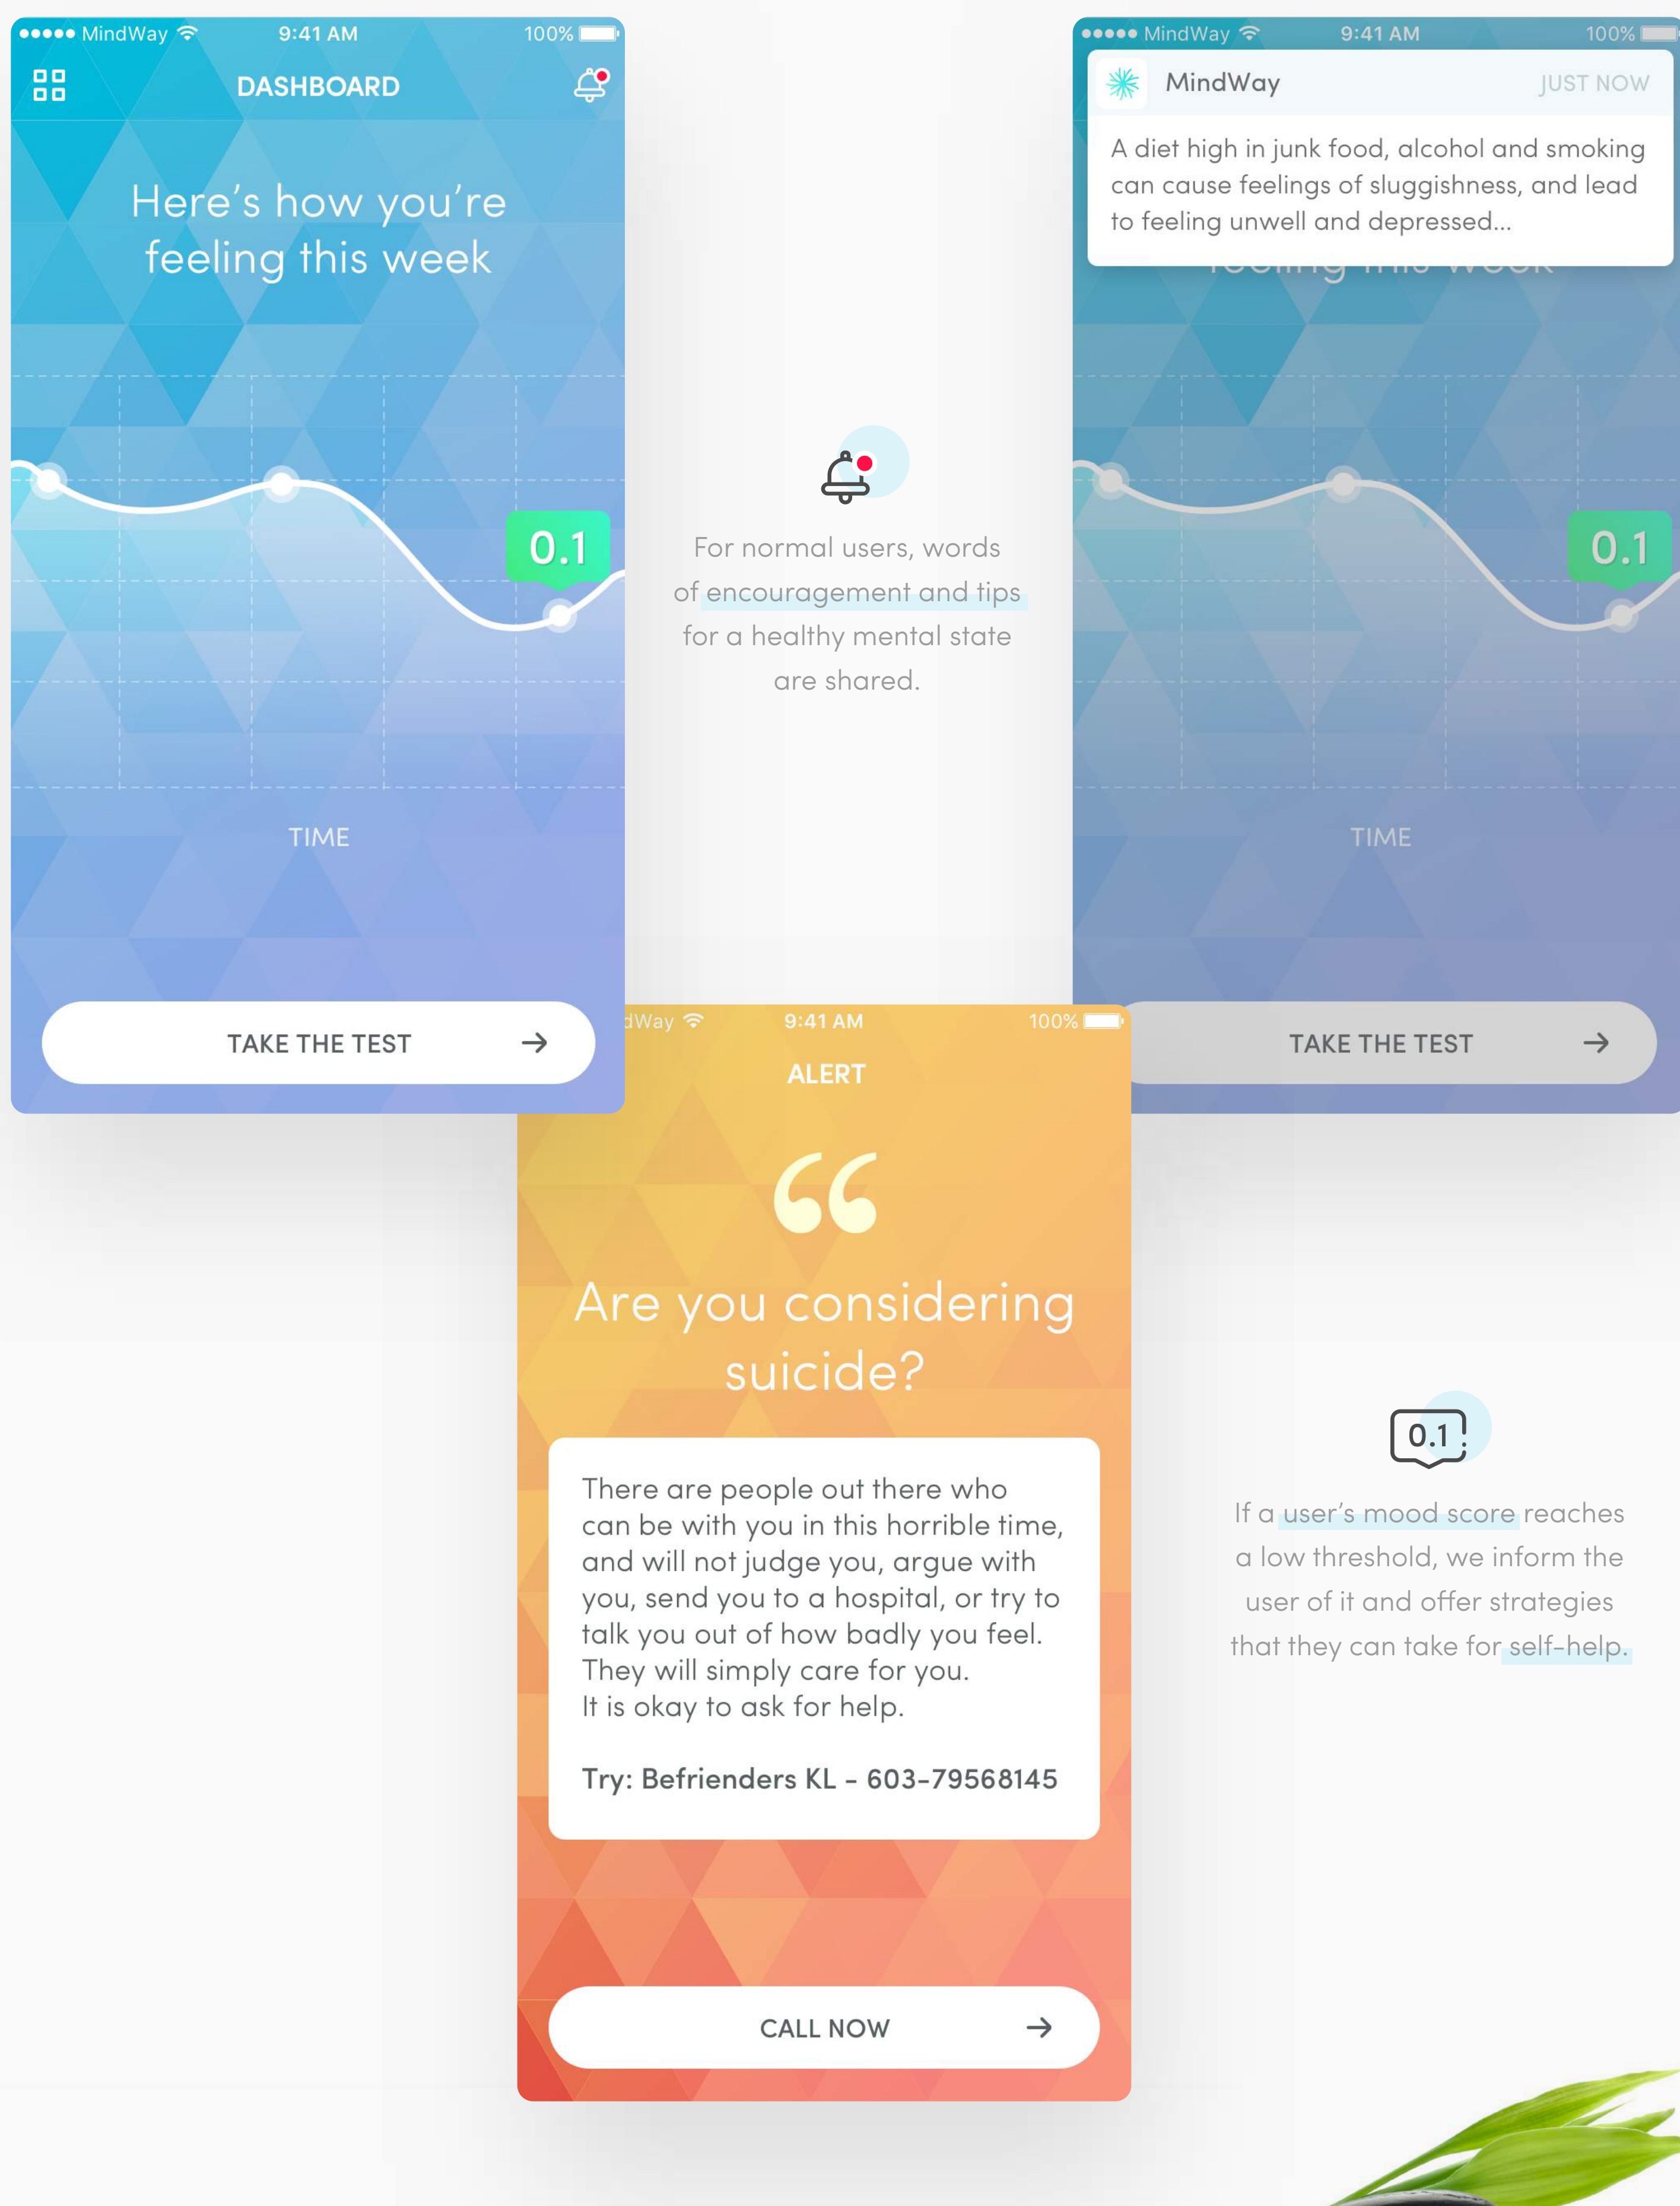 MindWay 9:41 AM 100%
DASHBOARD
Here's how you're
feeling this week
0.1
TIME
TAKE THE TEST
For normal users, words
of encouragement and tips
for a healthy mental state
are shared.
MindWay 9:41 AM 100%
MindWay JUST NOW
A diet high in junk food, alcohol and smoking
can cause feelings of sluggishness, and lead
to feeling unwell and depressed...
feeling this week
0.1
TIME
TAKE THE TEST
dWay 9:41 AM 100%
ALERT
“
Are you considering
suicide?
There are people out there who
can be with you in this horrible time,
and will not judge you, argue with
you, send you to a hospital, or try to
talk you out of how badly you feel.
They will simply care for you.
It is okay to ask for help.
Try: Befrienders KL - 603-79568145
CALL NOW
0.1
If a user's mood score reaches
a low threshold, we inform the
user of it and offer strategies
that they can take for self-help.